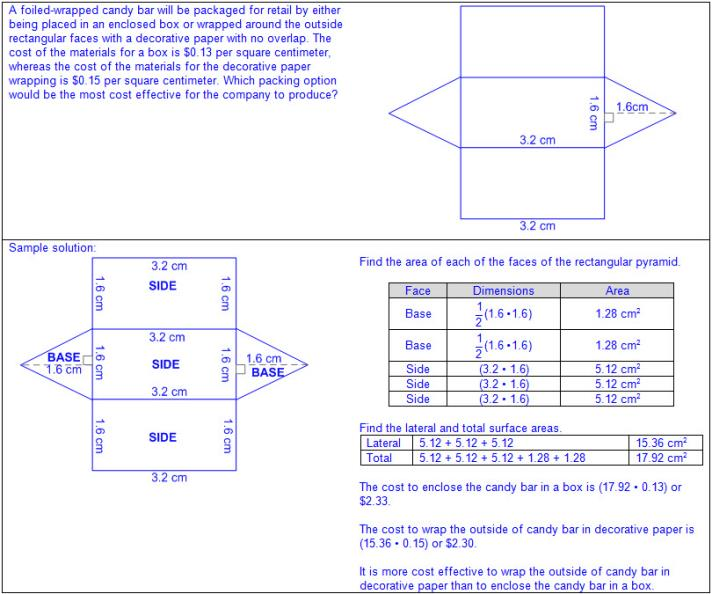 A foiled-wrapped candy bar will be packaged for retail by either
being placed in an enclosed box or wrapped around the outside
rectangular faces with a decorative paper with no overlap. The
cost of the materials for a box is $0.13 per square centimeter,
whereas the cost of the materials for the decorative paper
wrapping is $0.15 per square centimeter. Which packing option
would be the most cost effective for the company to produce?
1.6 cm
1.6cm
3.2 cm
3.2 cm
Sample solution:
3.2 cm
1.6 cm
SIDE
1.6 cm
3.2 cm
BASE
1.6 cm
1.6 cm
SIDE
1.6 cm
1.6 cm
BASE
3.2 cm
1.6 cm
SIDE
1.6 cm
3.2 cm
Find the area of each of the faces of the rectangular pyramid.
Face Dimensions Area
Base 1/2(1.6 • 1.6) 1.28 cm²
Base 1/2(1.6 • 1.6) 1.28 cm²
Side (3.2 • 1.6) 5.12 cm²
Side (3.2 • 1.6) 5.12 cm²
Side (3.2 • 1.6) 5.12 cm²
Find the lateral and total surface areas.
Lateral 5.12 + 5.12 + 5.12 15.36 cm²
Total 5.12 + 5.12 + 5.12 + 1.28 + 1.28 17.92 cm²
The cost to enclose the candy bar in a box is (17.92 • 0.13) or
$2.33.
The cost to wrap the outside of candy bar in decorative paper is
(15.36 • 0.15) or $2.30.
It is more cost effective to wrap the outside of candy bar in
decorative paper than to enclose the candy bar in a box.